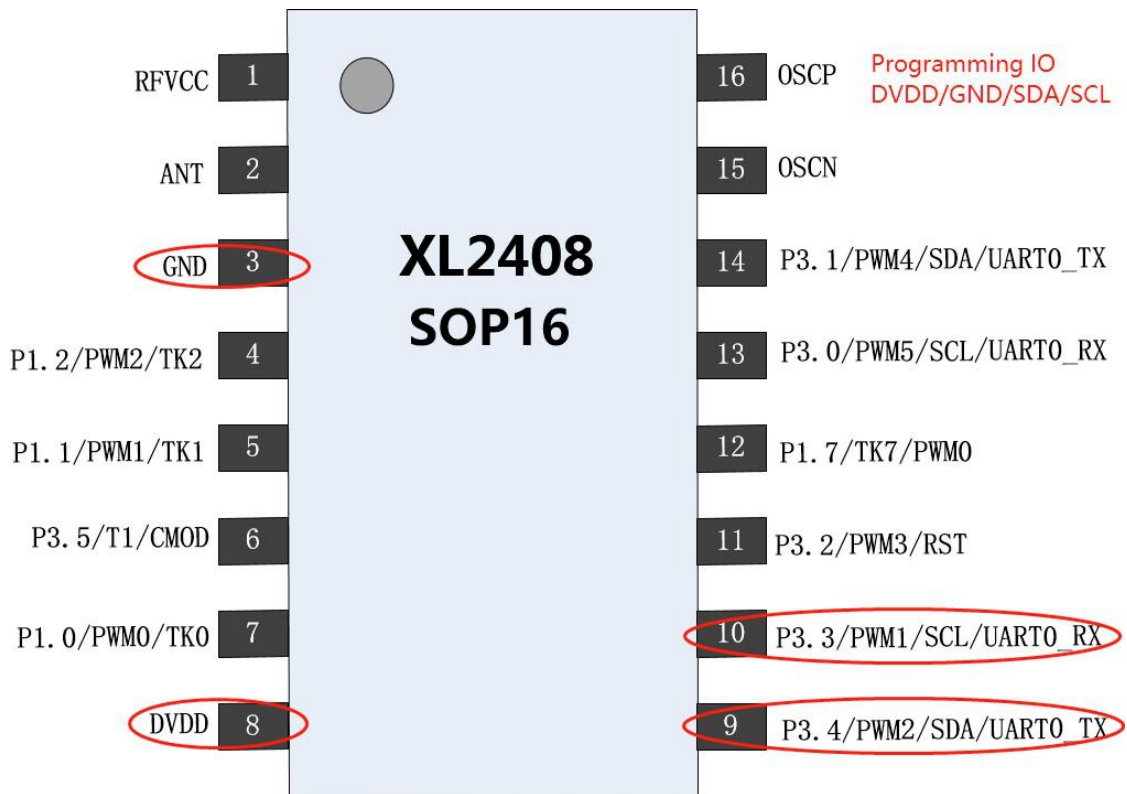 RFVCC 1
ANT 2
GND 3
P1.2/PWM2/TK2 4
P1.1/PWM1/TK1 5
P3.5/T1/CMOD 6
P1.0/PWM0/TK0 7
DVDD 8
XL2408
SOP16
16 OSCP
15 OSCN
14 P3.1/PWM4/SDA/UART0_TX
13 P3.0/PWM5/SCL/UART0_RX
12 P1.7/TK7/PWM0
11 P3.2/PWM3/RST
10 P3.3/PWM1/SCL/UART0_RX
9 P3.4/PWM2/SDA/UART0_TX
Programming IO
DVDD/GND/SDA/SCL